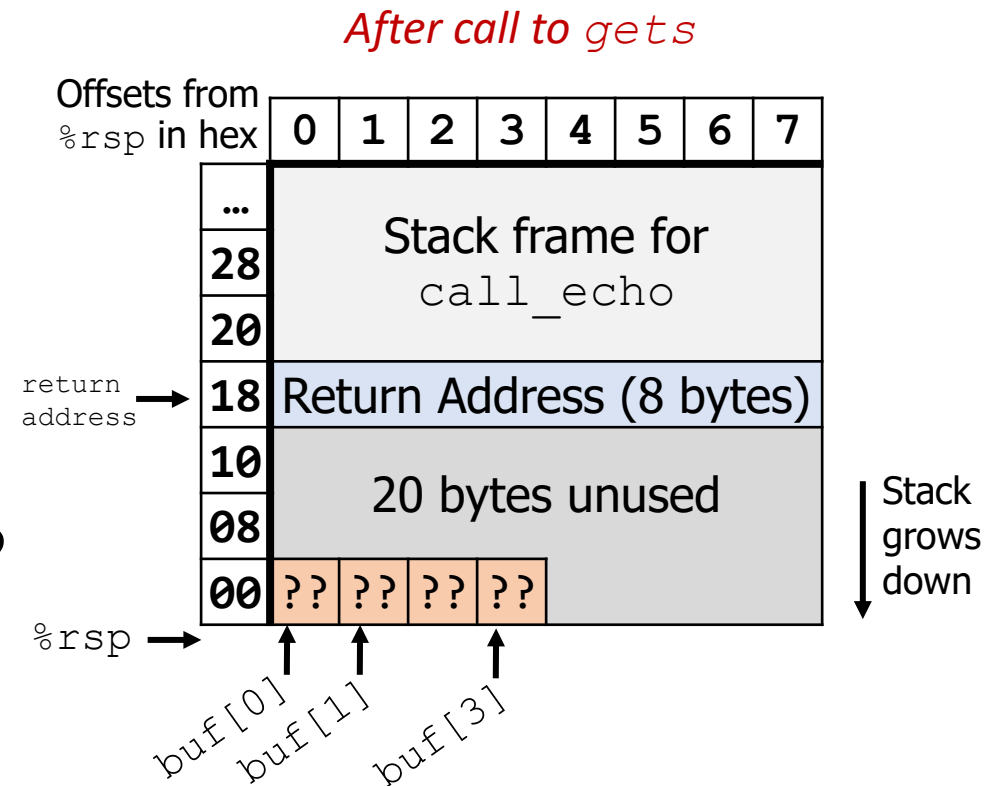 After call to gets
Offsets from
%rsp in hex
0 1 2 3 4 5 6 7
…
Stack frame for
28
call_echo
20
return
address
18 Return Address (8 bytes)
10
20 bytes unused
08
Stack
grows
down
00 ?? ?? ?? ??
%rsp
buf[0]
buf[1]
buf[3]